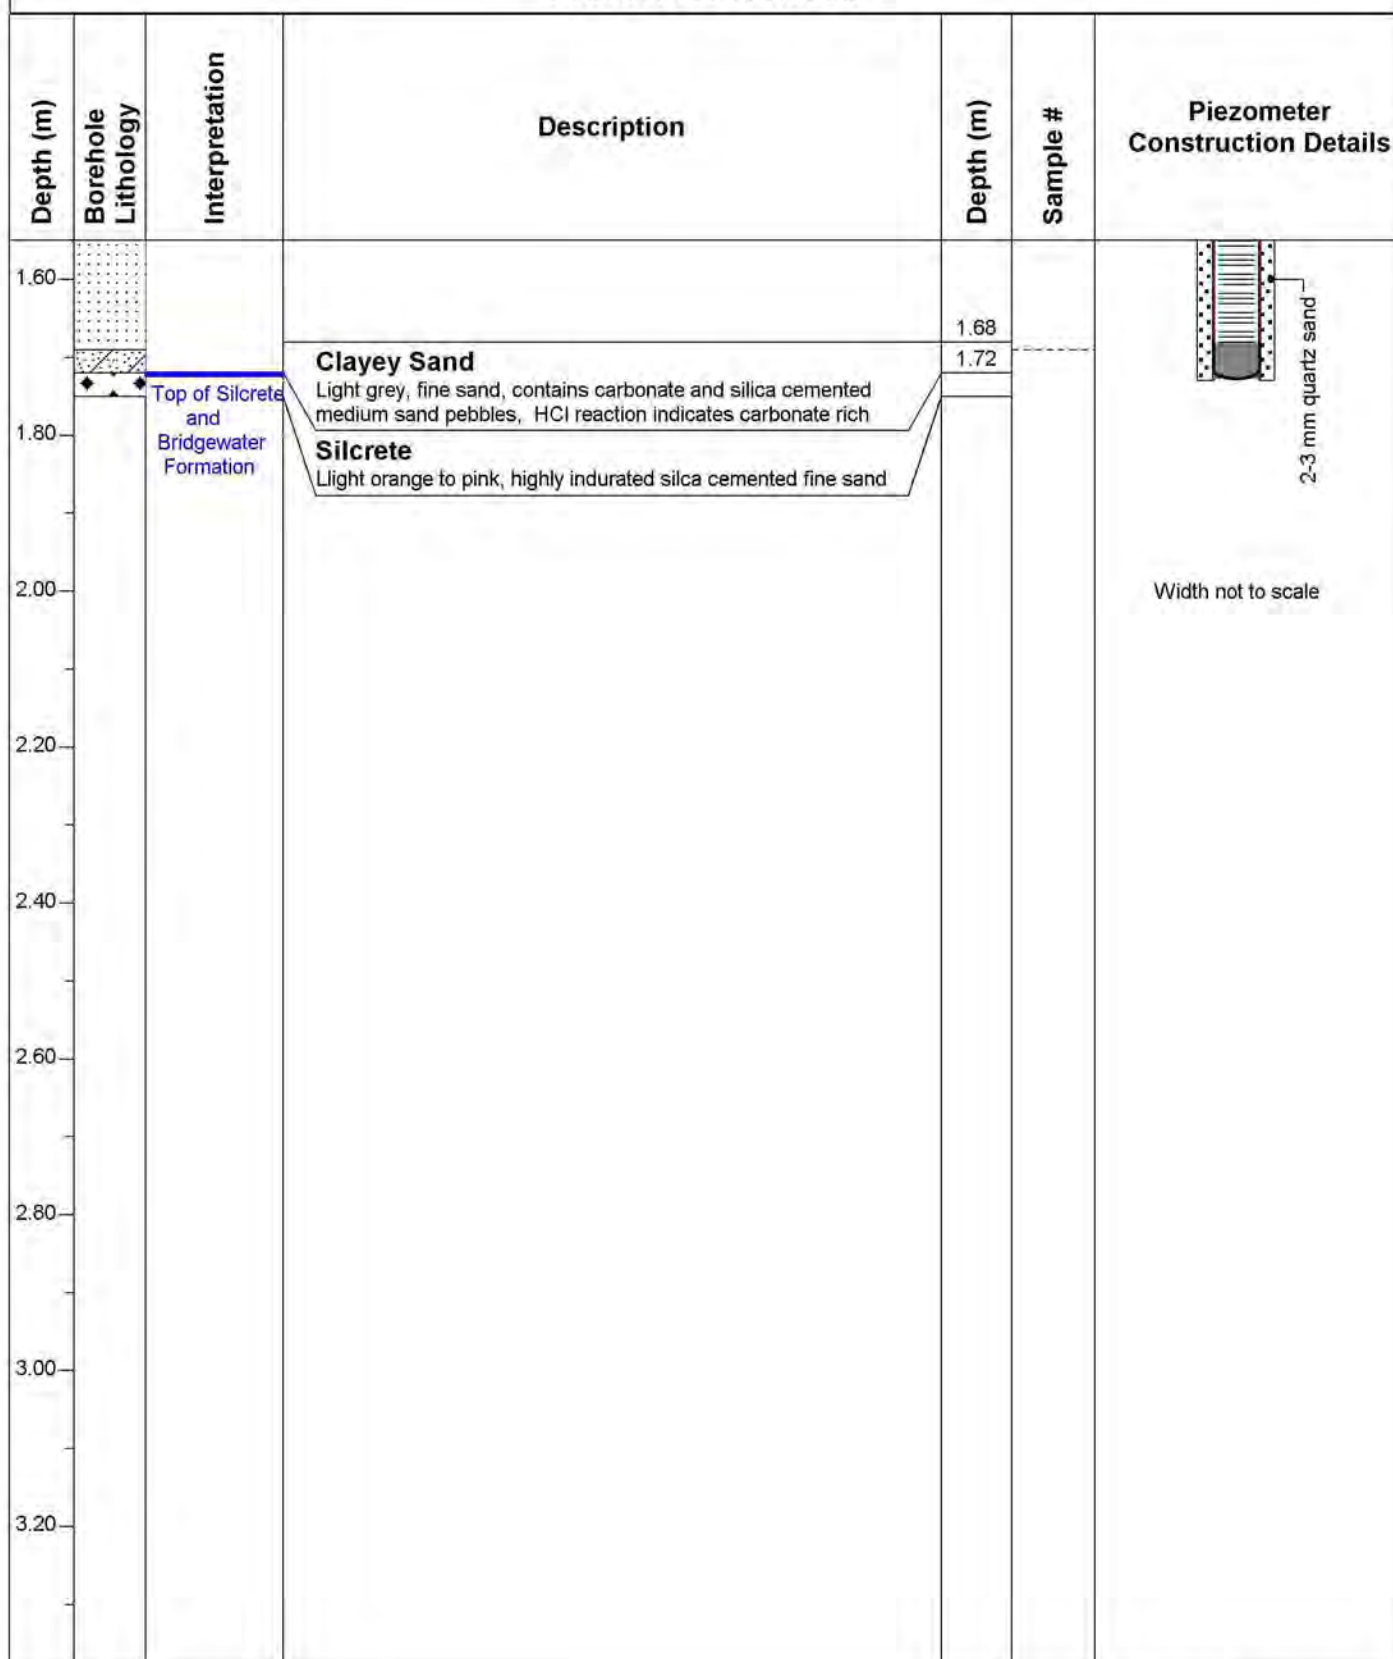 Depth (m)
Borehole
Lithology
Interpretation
Description
Depth (m)
Sample #
Piezometer
Construction Details
1.60
1.68
Clayey Sand
1.72
Light grey, fine sand, contains carbonate and silica cemented
medium sand pebbles, HCl reaction indicates carbonate rich
Top of Silcrete
and
Bridgewater
Formation
1.80
Silcrete
Llight orange to pink, highly indurated silca cemented fine sand
2-3 mm quartz sand
2.00
Width not to scale
2.20
2.40
2.60
2.80
3.00
3.20